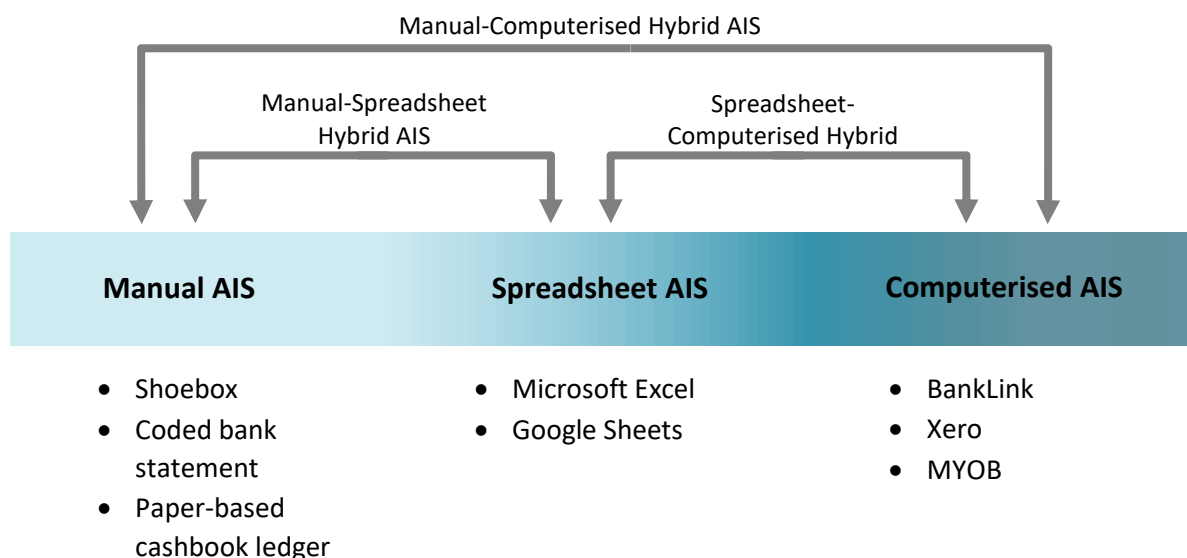 Manual-Computerised Hybrid AIS
Manual-Spreadsheet
Hybrid AIS
Spreadsheet-
Computerised Hybrid
Manual AIS
Spreadsheet AIS
Computerised AIS
• Shoebox
• Coded bank
statement
• Paper-based
cashbook ledger
• Microsoft Excel
• Google Sheets
• BankLink
• Xero
• MYOB